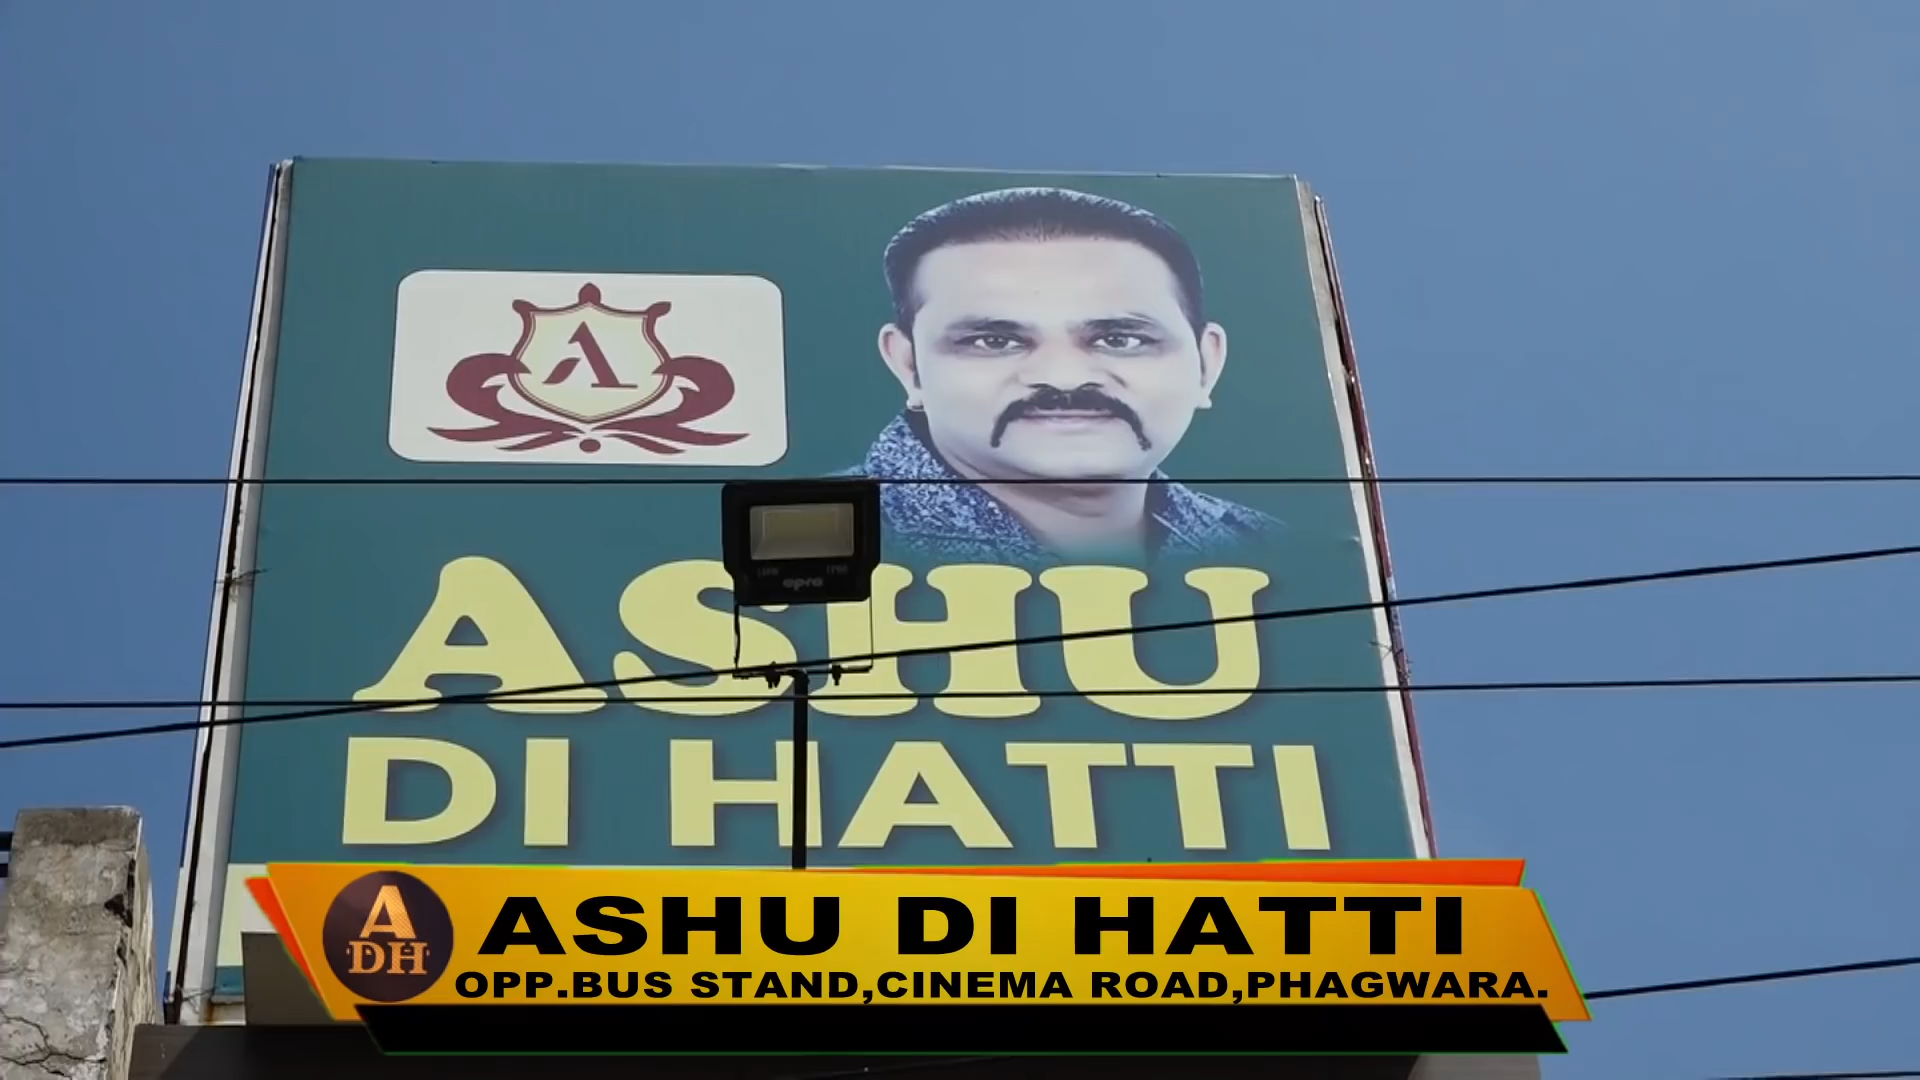 A
ASHU
DI HATTI
A
DH
ASHU DI HATTI
OPP.BUS STAND,CINEMA ROAD,PHAGWARA.